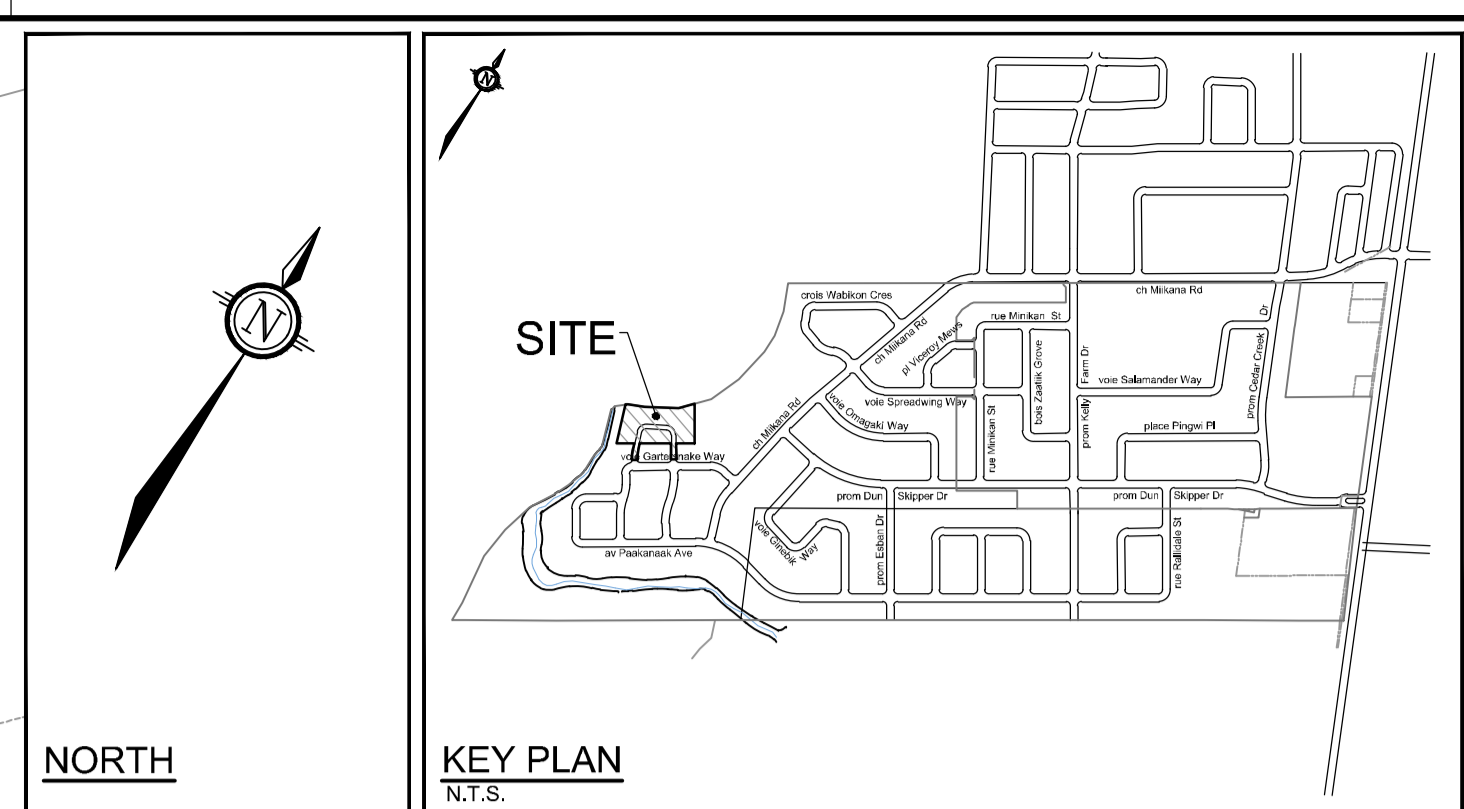 N
NORTH
N
SITE
crois Wabikon Cres
ch Miikana Rd
pl Viceroy Mews
rue Minikan St
ch Miikana Rd
bois Zaatiik Grove
Farm Dr
prom Kelly
voie Salamander Way
prom Cedar Creek
Dr
voie Spreadwing Way
voie Omagaki Way
rue Minikan St
place Pingwi Pl
ch Miikana Rd
voie Gartersnake Way
prom Dun
Skipper Dr
prom Dun
Skipper Dr
voie Ginebik
Way
prom Esban Dr
rue Rallidale St
av Paakanaak Ave
KEY PLAN
N.T.S.